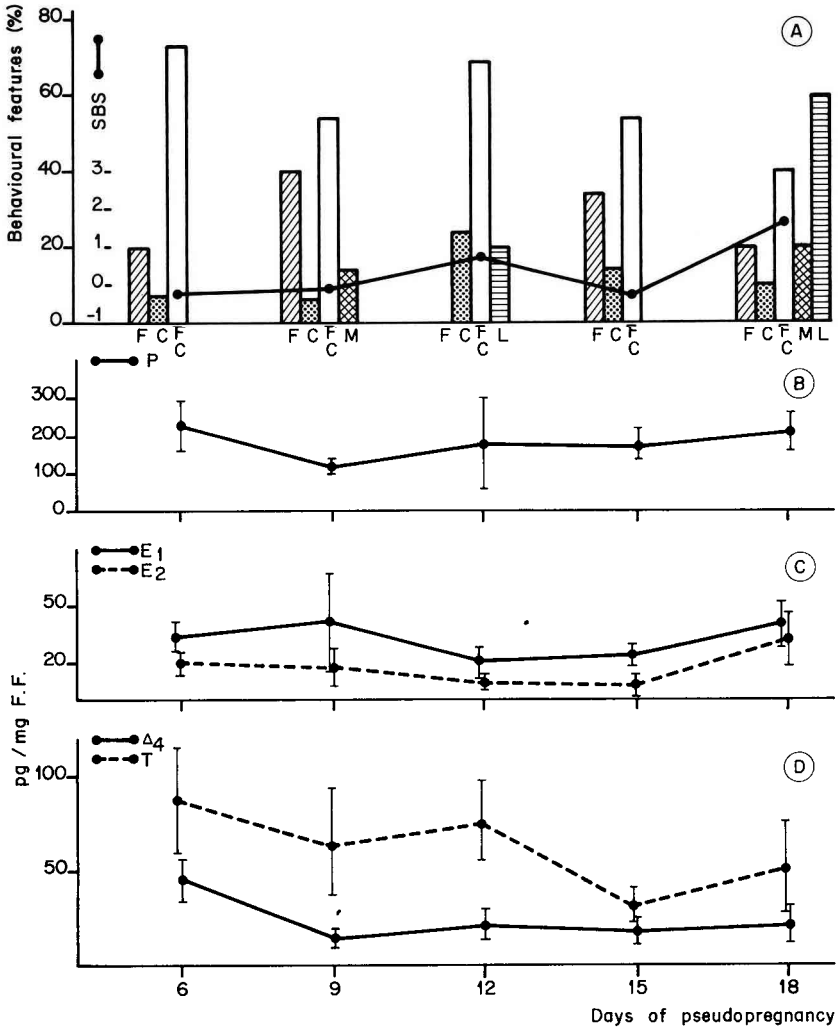 Behavioural features (%)
80
60
40
20
0
SBS
3
2
1
0
-1
A
F C F̄ C̄
F C F̄ C̄ M
C F̄ C̄ L
F C F̄ C̄
F C F̄ C̄ M L
P
B
300
200
100
0
E1
E2
C
50
20
pg/mg F.F.
Δ4
T
D
100
50
6 9 12 15 18
Days of pseudopregnancy